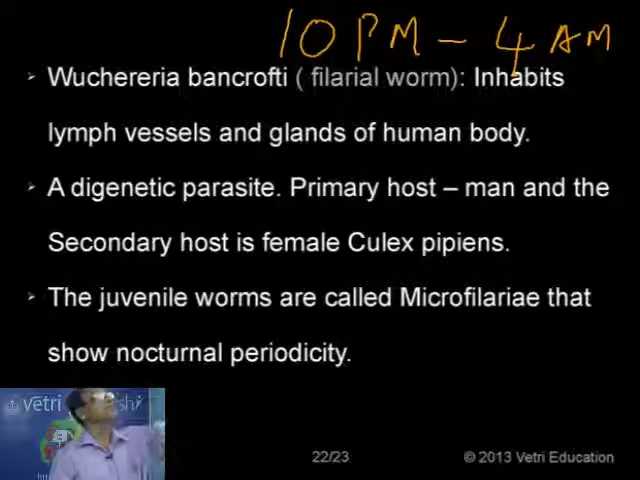 10 PM - 4 AM
➢ Wuchereria bancrofti ( filarial worm): Inhabits
lymph vessels and glands of human body.
➢ A digenetic parasite. Primary host – man and the
Secondary host is female Culex pipiens.
➢ The juvenile worms are called Microfilariae that
show nocturnal periodicity.
vetri
22/23
© 2013 Vetri Education